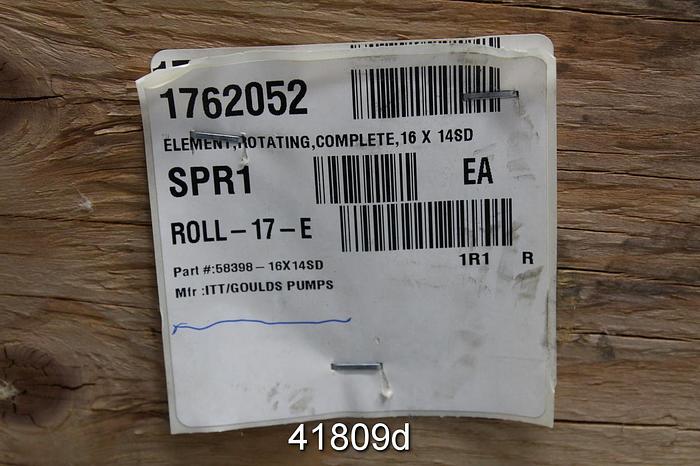 17
1762052
ELEMENT,ROTATING,COMPLETE,16 X 14SD
SPR1 EA
ROLL-17-E
1R1 R
Part #:58398-16X14SD
Mfr :ITT/GOULDS PUMPS
41809d